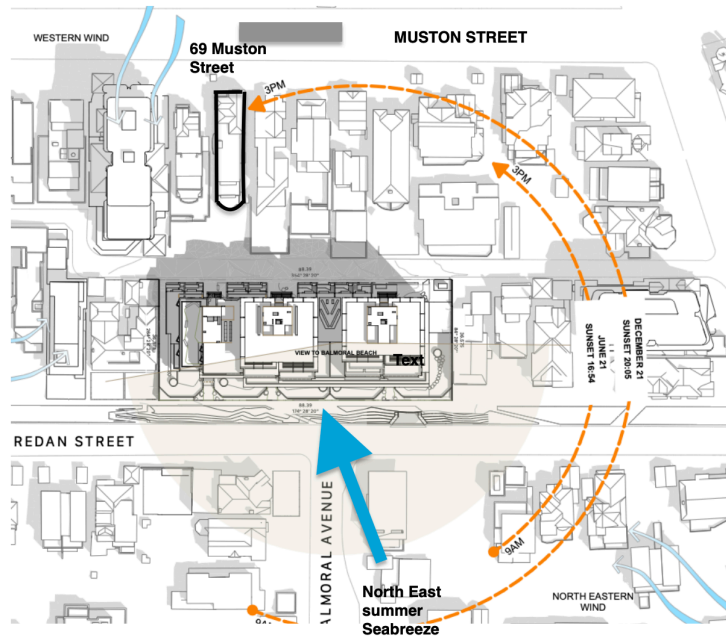 WESTERN WIND
MUSTON STREET
69 Muston
Street
3PM
3PM
VIEW TO BALMORAL BEACH
Text
DECEMBER 21
SUNSET 20:05
JUNE 21
SUNSET 16:54
REDAN STREET
ALMORAL AVENUE
9AM
North East
summer
Seabreeze
NORTH EASTERN
WIND